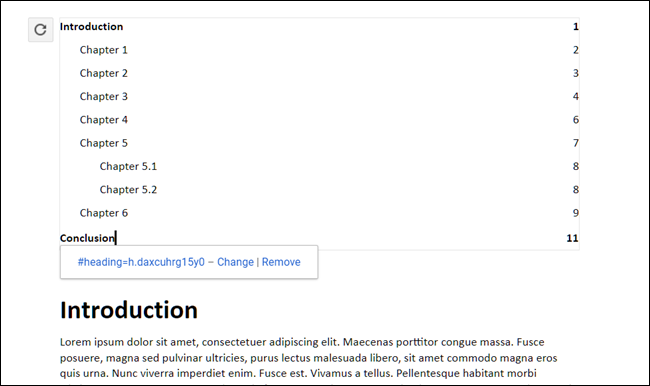 Introduction 1
Chapter 1 2
Chapter 2 3
Chapter 3 4
Chapter 4 6
Chapter 5 7
Chapter 5.1 8
Chapter 5.2 8
Chapter 6 9
Conclusion 11
#heading=h.daxcuhrg15y0 – Change | Remove
Introduction
Lorem ipsum dolor sit amet, consectetuer adipiscing elit. Maecenas porttitor congue massa. Fusce
posuere, magna sed pulvinar ultricies, purus lectus malesuada libero, sit amet commodo magna eros
quis urna. Nunc viverra imperdiet enim. Fusce est. Vivamus a tellus. Pellentesque habitant morbi